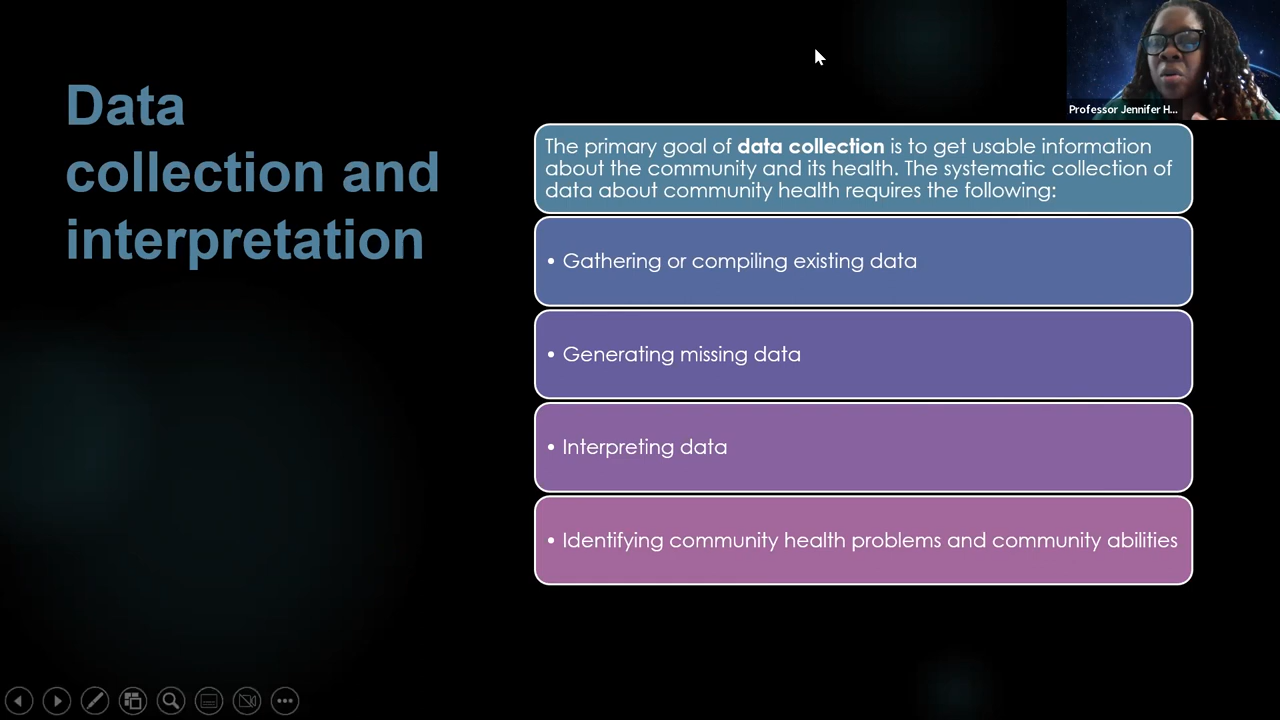 Data
collection and
interpretation
Professor Jennifer H...
The primary goal of data collection is to get usable information
about the community and its health. The systematic collection of
data about community health requires the following:
• Gathering or compiling existing data
• Generating missing data
• Interpreting data
• Identifying community health problems and community abilities